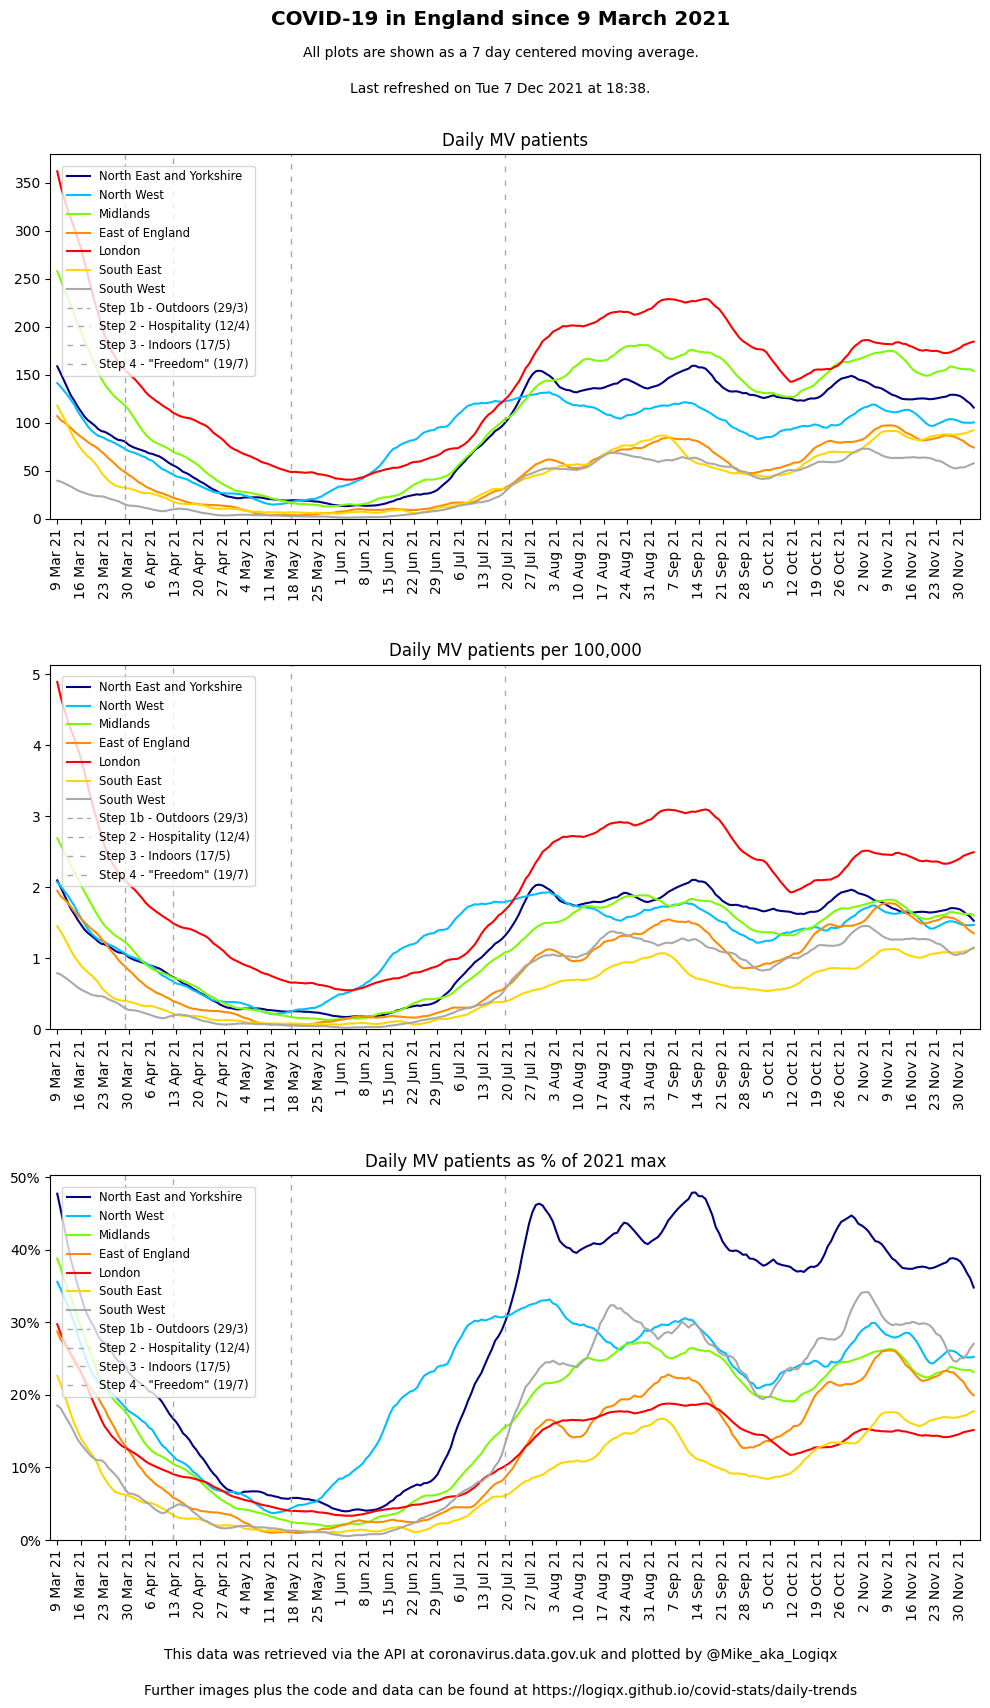 COVID-19 in England since 9 March 2021
All plots are shown as a 7 day centered moving average.
Last refreshed on Tue 7 Dec 2021 at 18:38.
Daily MV patients
350
300
250
200
150
100
50
0
North East and Yorkshire
North West
Midlands
East of England
London
South East
South West
Step 1b - Outdoors (29/3)
Step 2 - Hospitality (12/4)
Step 3 - Indoors (17/5)
Step 4 - "Freedom" (19/7)
9 Mar 21
16 Mar 21
23 Mar 21
30 Mar 21
6 Apr 21
13 Apr 21
20 Apr 21
27 Apr 21
4 May 21
11 May 21
18 May 21
25 May 21
1 Jun 21
8 Jun 21
15 Jun 21
22 Jun 21
29 Jun 21
6 Jul 21
13 Jul 21
20 Jul 21
27 Jul 21
3 Aug 21
10 Aug 21
17 Aug 21
24 Aug 21
31 Aug 21
7 Sep 21
14 Sep 21
21 Sep 21
28 Sep 21
5 Oct 21
12 Oct 21
19 Oct 21
26 Oct 21
2 Nov 21
9 Nov 21
16 Nov 21
23 Nov 21
30 Nov 21
Daily MV patients per 100,000
5
4
3
2
1
0
North East and Yorkshire
North West
Midlands
East of England
London
South East
South West
Step 1b - Outdoors (29/3)
Step 2 - Hospitality (12/4)
Step 3 - Indoors (17/5)
Step 4 - "Freedom" (19/7)
9 Mar 21
16 Mar 21
23 Mar 21
30 Mar 21
6 Apr 21
13 Apr 21
20 Apr 21
27 Apr 21
4 May 21
11 May 21
18 May 21
25 May 21
1 Jun 21
8 Jun 21
15 Jun 21
22 Jun 21
29 Jun 21
6 Jul 21
13 Jul 21
20 Jul 21
27 Jul 21
3 Aug 21
10 Aug 21
17 Aug 21
24 Aug 21
31 Aug 21
7 Sep 21
14 Sep 21
21 Sep 21
28 Sep 21
5 Oct 21
12 Oct 21
19 Oct 21
26 Oct 21
2 Nov 21
9 Nov 21
16 Nov 21
23 Nov 21
30 Nov 21
Daily MV patients as % of 2021 max
50%
40%
30%
20%
10%
0%
North East and Yorkshire
North West
Midlands
East of England
London
South East
South West
Step 1b - Outdoors (29/3)
Step 2 - Hospitality (12/4)
Step 3 - Indoors (17/5)
Step 4 - "Freedom" (19/7)
9 Mar 21
16 Mar 21
23 Mar 21
30 Mar 21
6 Apr 21
13 Apr 21
20 Apr 21
27 Apr 21
4 May 21
11 May 21
18 May 21
25 May 21
1 Jun 21
8 Jun 21
15 Jun 21
22 Jun 21
29 Jun 21
6 Jul 21
13 Jul 21
20 Jul 21
27 Jul 21
3 Aug 21
10 Aug 21
17 Aug 21
24 Aug 21
31 Aug 21
7 Sep 21
14 Sep 21
21 Sep 21
28 Sep 21
5 Oct 21
12 Oct 21
19 Oct 21
26 Oct 21
2 Nov 21
9 Nov 21
16 Nov 21
23 Nov 21
30 Nov 21
This data was retrieved via the API at coronavirus.data.gov.uk and plotted by @Mike_aka_Logiqx
Further images plus the code and data can be found at https://logiqx.github.io/covid-stats/daily-trends